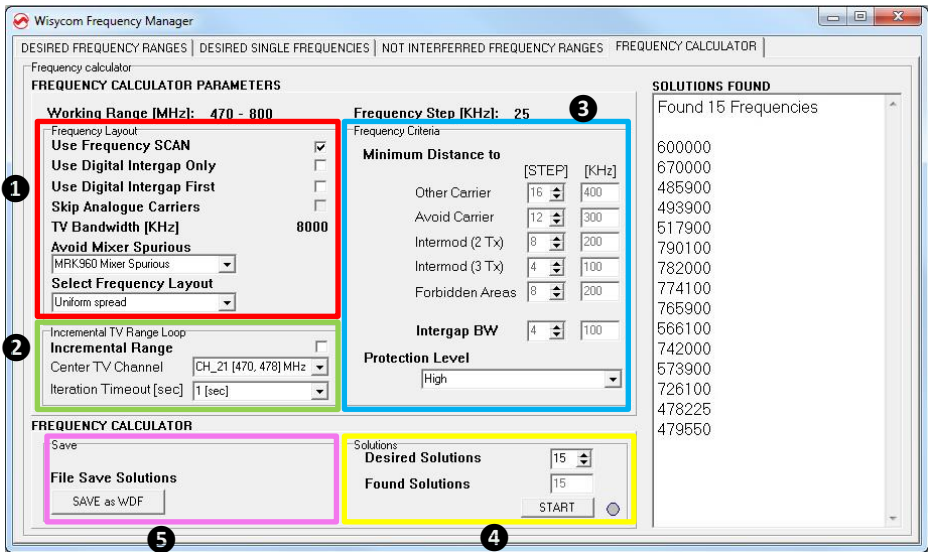 Wisycom Frequency Manager
DESIRED FREQUENCY RANGES | DESIRED SINGLE FREQUENCIES | NOT INTERFERRED FREQUENCY RANGES FREQUENCY CALCULATOR
Frequency calculator
FREQUENCY CALCULATOR PARAMETERS
Working Range [MHz]: 470 - 800
Frequency Step [KHz]: 25
1
Frequency Layout
Use Frequency SCAN
Use Digital Intergap Only
Use Digital Intergap First
Skip Analogue Carriers
TV Bandwidth [KHz] 8000
Avoid Mixer Spurious
MRK960 Mixer Spurious
Select Frequency Layout
Uniform spread
2
Incremental TV Range Loop
Incremental Range
Center TV Channel CH_21 [470, 478] MHz
Iteration Timeout [sec] 1 [sec]
3
Frequency Criteria
Minimum Distance to
[STEP] [KHz]
Other Carrier 16 400
Avoid Carrier 12 300
Intermod (2 Tx) 8 200
Intermod (3 Tx) 4 100
Forbidden Areas 8 200
Intergap BW 4 100
Protection Level
High
FREQUENCY CALCULATOR
Save
File Save Solutions
SAVE as WDF
5
Solutions
Desired Solutions 15
Found Solutions 15
START
4
SOLUTIONS FOUND
Found 15 Frequencies
600000
670000
485900
493900
517900
790100
782000
774100
765900
566100
742000
573900
726100
478225
479550